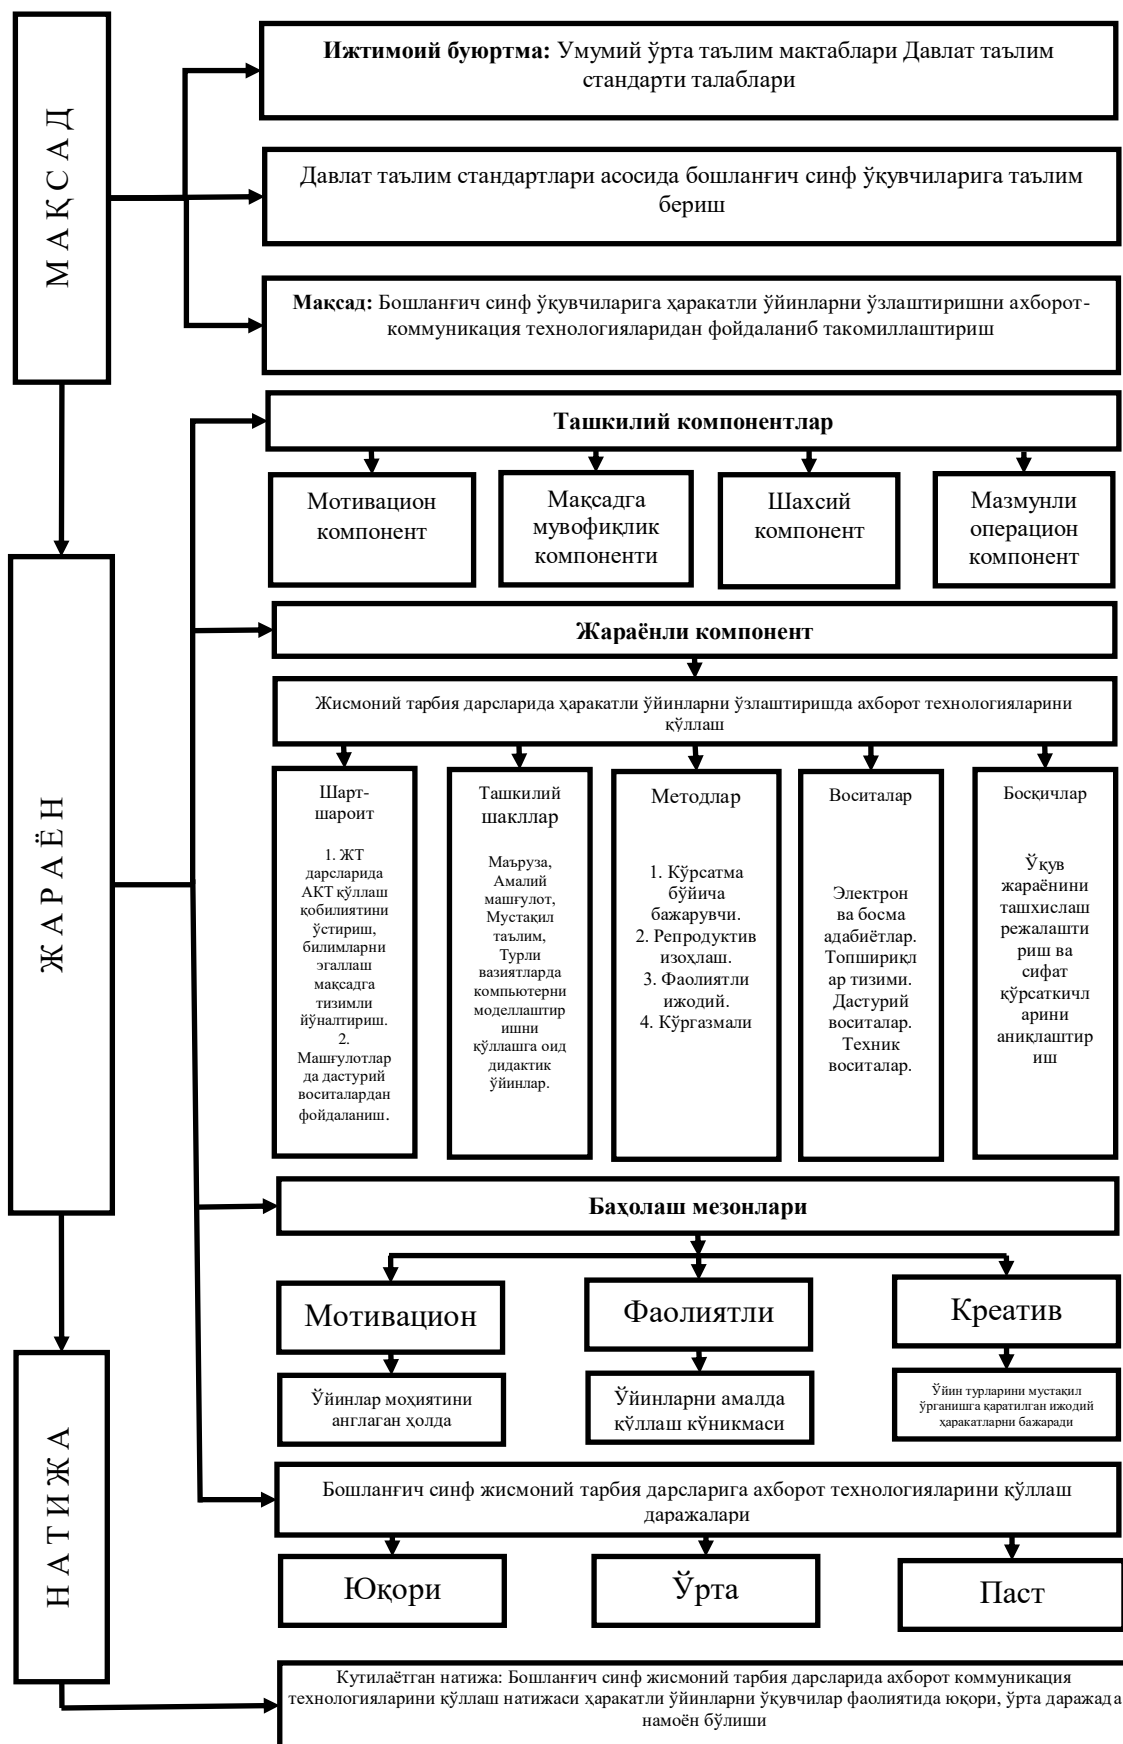 МАҚСАД
Ижтимоий буюртма: Умумий ўрта таълим мактаблари Давлат таълим
стандарти талаблари
Давлат таълим стандартлари асосида бошланғич синф ўқувчиларига таълим
бериш
Мақсад: Бошланғич синф ўқувчиларига ҳаракатли ўйинларни ўзлаштиришни ахборот-
коммуникация технологияларидан фойдаланиб такомиллаштириш
ЖАРАЁН
Ташкилий компонентлар
Мотивацион
компонент
Мақсадга
мувофиқлик
компоненти
Шахсий
компонент
Мазмунли
операцион
компонент
Жараёнли компонент
Жисмоний тарбия дарсларида ҳаракатли ўйинларни ўзлаштиришда ахборот технологияларини
қўллаш
Шарт-
шароит
1. ЖТ
дарсларида
АКТ қўллаш
қобилиятини
ўстириш,
билимларни
эгаллаш
мақсадга
тизимли
йўналтириш.
2.
Машғулотлар
да дастурий
воситалардан
фойдаланиш.
Ташкилий
шакллар
Маъруза,
Амалий
машғулот,
Мустақил
таълим,
Турли
вазиятларда
компьютерни
моделлаштир
ишни
қўллашга оид
дидактик
ўйинлар.
Методлар
1. Кўрсатма
бўйича
бажарувчи.
2. Репродуктив
изоҳлаш.
3. Фаолиятли
ижодий.
4. Кўргазмали
Воситалар
Электрон
ва босма
адабиётлар.
Топшириқл
ар тизими.
Дастурий
воситалар.
Техник
воситалар.
Босқичлар
Ўқув
жараёнини
ташхислаш
режалашти
риш ва
сифат
кўрсаткичл
арини
аниқлаштир
иш
Баҳолаш мезонлари
Мотивацион
Фаолиятли
Креатив
Ўйинлар моҳиятини
англаган ҳолда
Ўйинларни амалда
қўллаш кўникмаси
Ўйин турларини мустақил
ўрганишга қаратилган ижодий
ҳаракатларни бажаради
НАТИЖА
Бошланғич синф жисмоний тарбия дарсларига ахборот технологияларини қўллаш
даражалари
Юқори
Ўрта
Паст
Кутилаётган натижа: Бошланғич синф жисмоний тарбия дарсларида ахборот коммуникация
технологияларини қўллаш натижаси ҳаракатли ўйинларни ўқувчилар фаолиятида юқори, ўрта даражада
намоён бўлиши